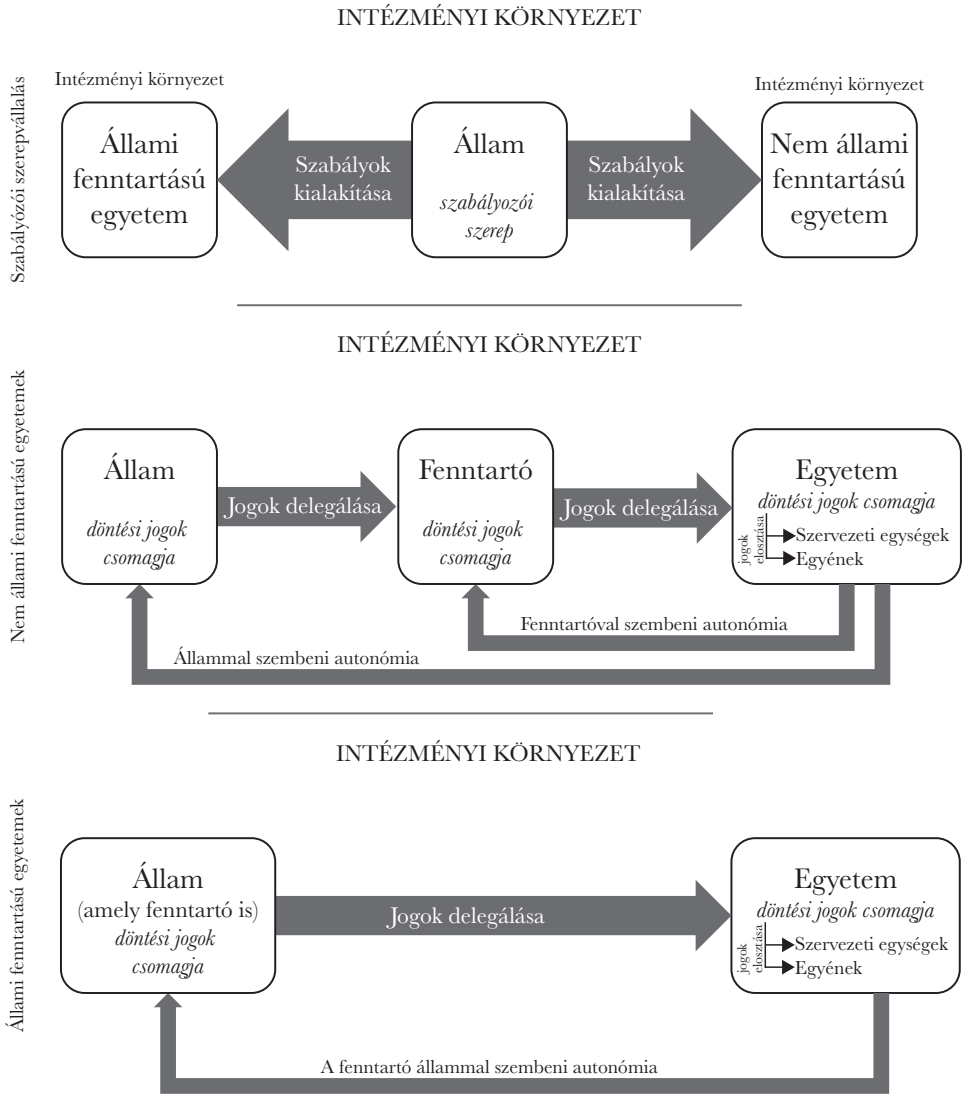 INTÉZMÉNYI KÖRNYEZET
Szabályozói szerepvállalás
Intézményi környezet
Állami
fenntartású
egyetem
Szabályok
kialakítása
Állam
szabályozói
szerep
Szabályok
kialakítása
Intézményi környezet
Nem állami
fenntartású
egyetem
INTÉZMÉNYI KÖRNYEZET
Nem állami fenntartású egyetemek
Állam
döntési jogok
csomagja
Jogok delegálása
Fenntartó
döntési jogok
csomagja
Jogok delegálása
Egyetem
döntési jogok csomagja
jogok
elosztása
Szervezeti egységek
Egyének
Fenntartóval szembeni autonómia
Állammal szembeni autonómia
INTÉZMÉNYI KÖRNYEZET
Állami fenntartású egyetemek
Állam
(amely fenntartó is)
döntési jogok
csomagja
Jogok delegálása
Egyetem
döntési jogok csomagja
jogok
elosztása
Szervezeti egységek
Egyének
A fenntartó állammal szembeni autonómia